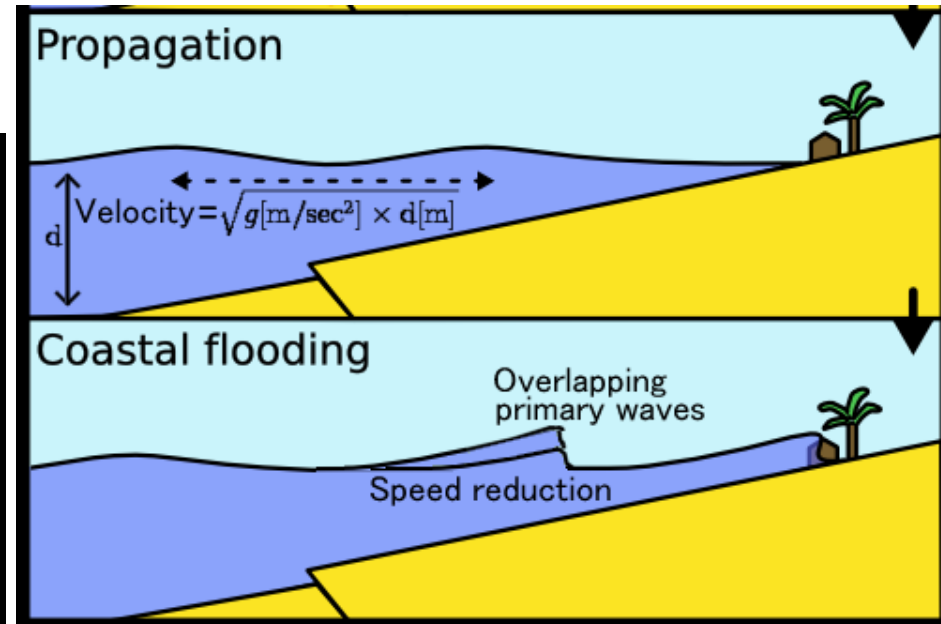 Propagation
Velocity=√g[m/sec²] × d[m]
d
Coastal flooding
Overlapping
primary waves
Speed reduction